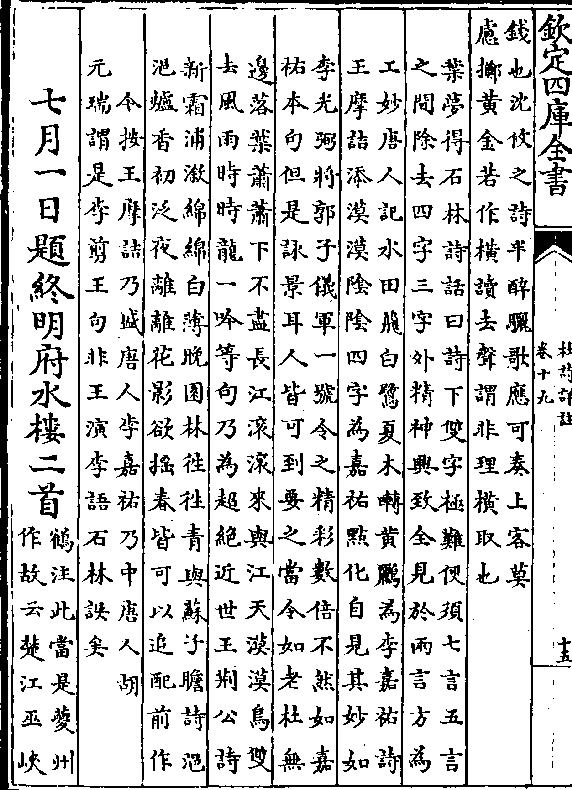 欽定四庫全書
杜詩詳註
卷十九
十五
錢也沈攸之詩半醉驪歌應可奏上客莫
慮擲黃金若作橫讀去聲謂非理橫取也
葉夢得石林詩話曰詩下雙字極難便須七言五言
之間除去四字三字外精神興致全見於兩言方為
工妙唐人記水田飛白鷺夏木轉黃鸝為李嘉祐詩
王摩詰添漠漠陰陰四字為嘉祐點化自見其妙如
李光弼將郭子儀軍一號令之精彩數倍不然如嘉
祐本句但是詠景耳人皆可到要之當令如老杜無
邊落葉蕭蕭下不盡長江滾滾來與江天漠漠鳥雙
去風雨時時龍一吟等句乃為超絕近世王荆公詩
新霜浦漵綿綿白薄晚園林往往青與蘇子瞻詩浥
浥爐香初泛夜離離花影欲搖春皆可以追配前作
今按王摩詰乃盛唐人李嘉祐乃中唐人胡
元瑞謂是李剪王句非王演李語石林誤矣
七月一日題終明府水樓二首
鶴注此當是夔州
作故云楚江巫峽